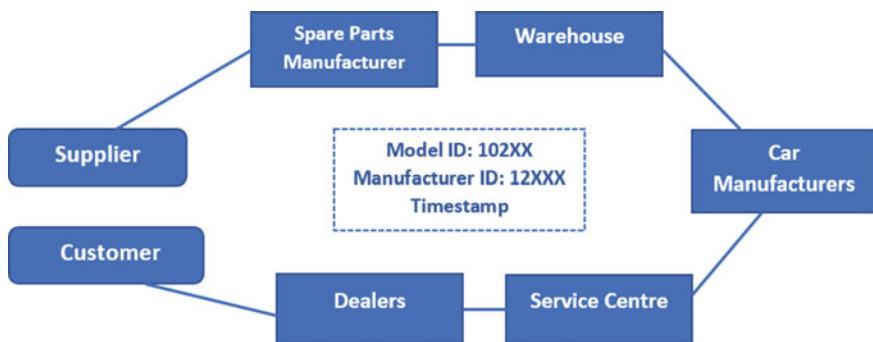 Spare Parts
Manufacturer
Warehouse
Supplier
Model ID: 102XX
Manufacturer ID: 12XXX
Timestamp
Car
Manufacturers
Customer
Dealers
Service Centre